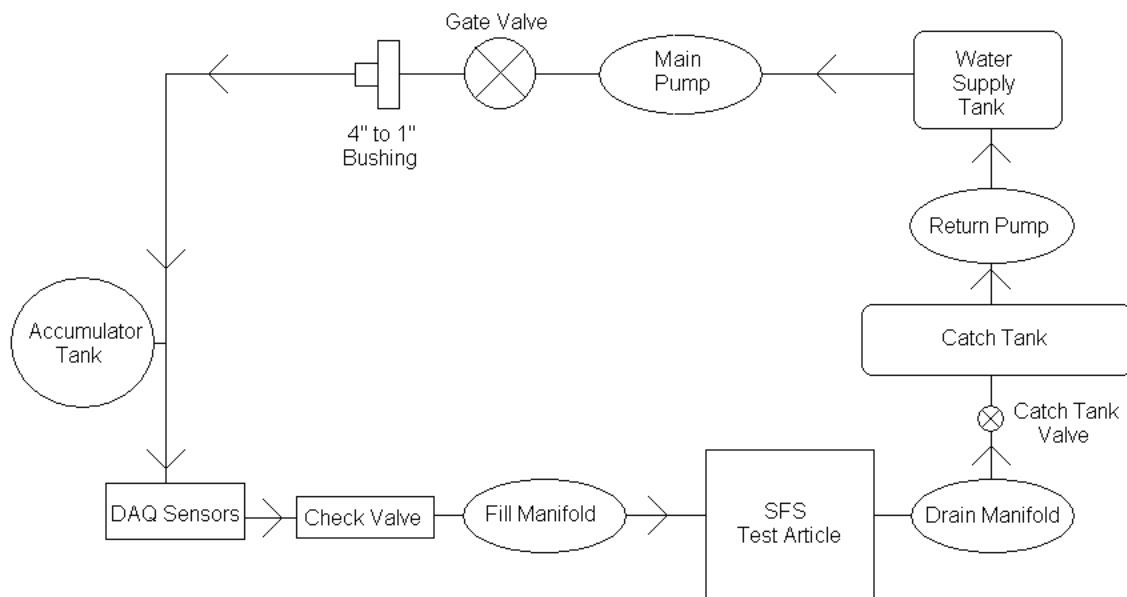 Gate Valve
Main
Pump
Water
Supply
Tank
4" to 1"
Bushing
Return Pump
Accumulator
Tank
Catch Tank
Catch Tank
Valve
DAQ Sensors
Check Valve
Fill Manifold
SFS
Test Article
Drain Manifold